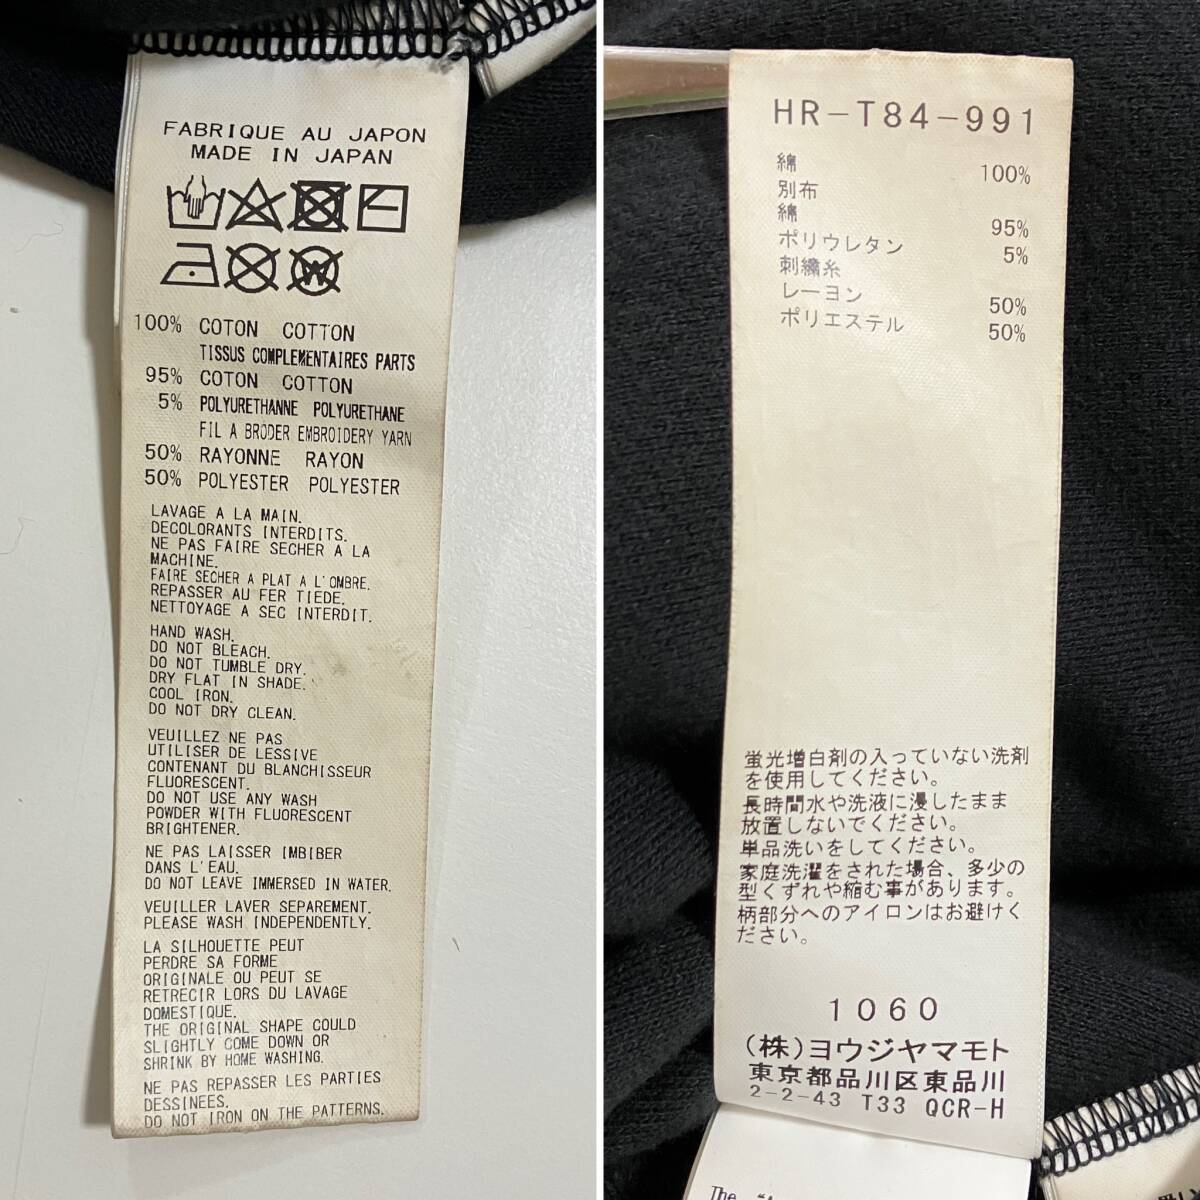 FABRIQUE AU JAPON
MADE IN JAPAN
100% COTON COTTON
TISSUS COMPLEMENTAIRES PARTS
95% COTON COTTON
5% POLYURETHANNE POLYURETHANE
FIL A BRODER EMBROIDERY YARN
50% RAYONNE RAYON
50% POLYESTER POLYESTER
LAVAGE A LA MAIN.
DECOLORANTS INTERDITS.
NE PAS FAIRE SECHER A LA
MACHINE.
FAIRE SECHER A PLAT A L'OMBRE.
REPASSER AU FER TIEDE.
NETTOYAGE A SEC INTERDIT.
HAND WASH.
DO NOT BLEACH.
DO NOT TUMBLE DRY.
DRY FLAT IN SHADE.
COOL IRON.
DO NOT DRY CLEAN.
VEUILLEZ NE PAS
UTILISER DE LESSIVE
CONTENANT DU BLANCHISSEUR
FLUORESCENT.
DO NOT USE ANY WASH
POWDER WITH FLUORESCENT
BRIGHTENER.
NE PAS LAISSER IMBIBER
DANS L'EAU.
DO NOT LEAVE IMMERSED IN WATER.
VEUILLER LAVER SEPAREMENT.
PLEASE WASH INDEPENDENTLY.
LA SILHOUETTE PEUT
PERDRE SA FORME
ORIGINALE OU PEUT SE
RETRECIR LORS DU LAVAGE
DOMESTIQUE.
THE ORIGINAL SHAPE COULD
SLIGHTLY COME DOWN OR
SHRINK BY HOME WASHING.
NE PAS REPASSER LES PARTIES
DESSINEES.
DO NOT IRON ON THE PATTERNS.
HR-T84-991
綿 100%
別布
綿 95%
ポリウレタン 5%
刺繍糸
レーヨン 50%
ポリエステル 50%
蛍光増白剤の入っていない洗剤
を使用してください。
長時間水や洗液に浸したまま
放置しないでください。
単品洗いをしてください。
家庭洗濯をされた場合、多少の
型くずれや縮む事があります。
柄部分へのアイロンはお避けく
ださい。
1060
(株)ヨウジヤマモト
東京都品川区東品川
2-2-43 T33 QCR-H
The